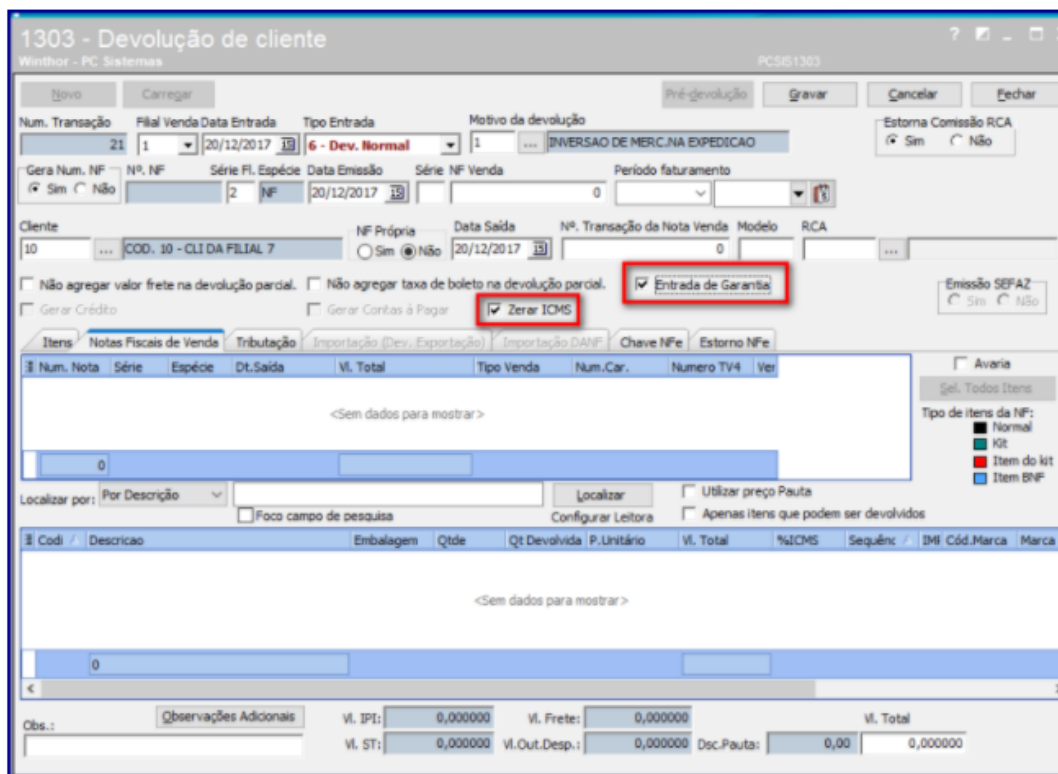 1303 - Devolução de cliente
Winthor - PC Sistemas PCSIS1303
Novo Carregar Pré-devolução Gravar Cancelar Fechar
Num. Transação Filial Venda Data Entrada Tipo Entrada Motivo da devolução Estorna Comissão RCA
21 1 20/12/2017 15 6 - Dev. Normal 1 ... INVERSAO DE MERC.NA EXPEDICAO Sim Não
Gera Num. NF Nº. NF Série Fl. Espécie Data Emissão Série NF Venda Período faturamento
Sim Não 2 NF 20/12/2017 15 0
Cliente NF Própria Data Saída Nº. Transação da Nota Venda Modelo RCA
10 ... COD. 10 - CLI DA FILIAL 7 Sim Não 20/12/2017 15 0 ...
Não agregar valor frete na devolução parcial. Não agregar taxa de boleto na devolução parcial. Entrada de Garantia Emissão SEFAZ
Gerar Crédito Gerar Contas à Pagar Zerar ICMS Sim Não
Itens Notas Fiscais de Venda Tributação Importação (Dev. Exportação) Importação DANF Chave NFe Estorno NFe
Num. Nota Série Espécie Dt.Saída Vl. Total Tipo Venda Num.Car. Numero TV4 Ver Avaria
Sel. Todos Itens
<Sem dados para mostrar> Tipo de itens da NF:
Normal
Kit
0 Item do kit
Item BNF
Localizar por: Por Descrição Localizar Utilizar preço Pauta
Foco campo de pesquisa Configurar Leitora Apenas itens que podem ser devolvidos
Codi Descricao Embalagem Qtde Qt Devolvida P.Unitário Vl. Total %ICMS Sequênc IMF Cód.Marca Marca
<Sem dados para mostrar>
0
Obs.: Observações Adicionais Vl. IPI: 0,000000 Vl. Frete: 0,000000 Vl. Total
Vl. ST: 0,000000 Vl.Out.Desp.: 0,000000 Dsc.Pauta: 0,00 0,000000